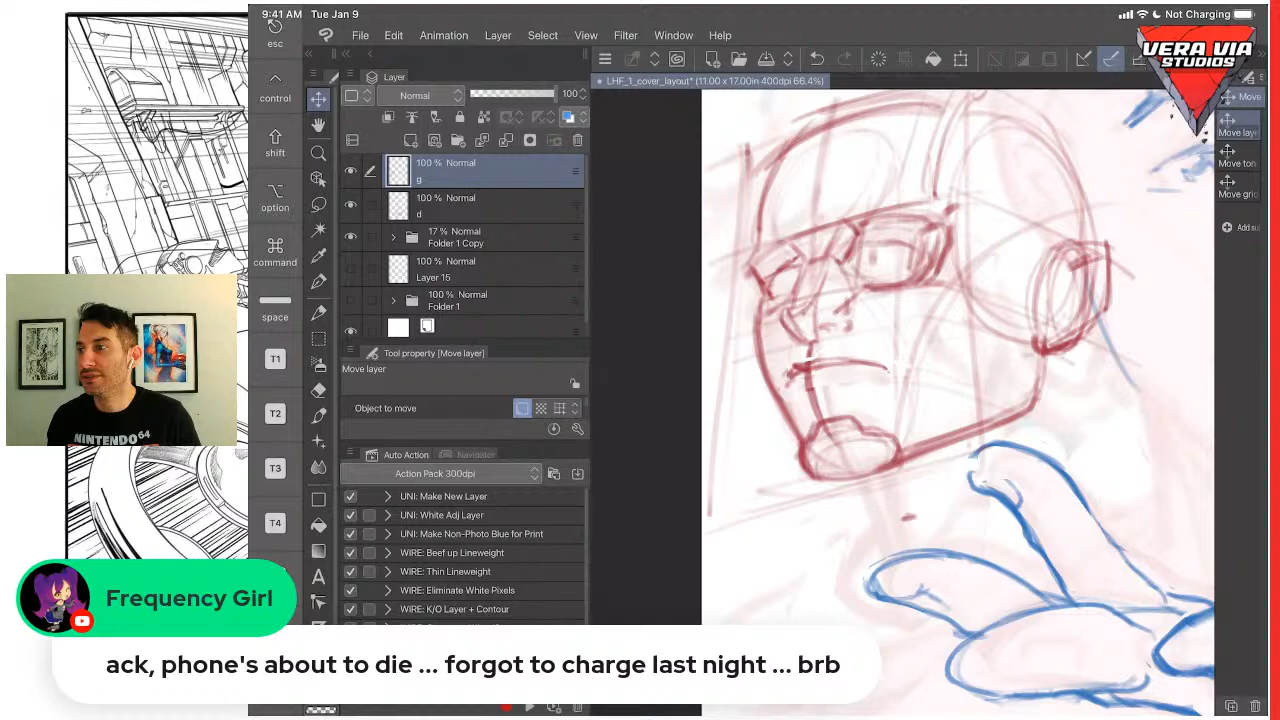 9:41 AM Tue Jan 9
Not Charging
esc
control
shift
option
command
space
T1
T2
T3
T4
File Edit Animation Layer Select View Filter Window Help
Layer
LHF_1_cover_layout* (11.00 x 17.00in 400dpi 66.4%)
Normal 100
100 % Normal
g
100 % Normal
d
17 % Normal
Folder 1 Copy
100 % Normal
Layer 15
100 % Normal
Folder 1
Tool property [Move layer]
Move layer
Object to move
Auto Action Navigator
Action Pack 300dpi
UNI: Make New Layer
UNI: White Adj Layer
UNI: Make Non-Photo Blue for Print
WIRE: Beef up Lineweight
WIRE: Thin Lineweight
WIRE: Eliminate White Pixels
WIRE: K/O Layer + Contour
VERA VIA
STUDIOS
Move
Move lay
Move ton
Move gri
Add su
NINTENDO 64
Frequency Girl
ack, phone's about to die ... forgot to charge last night ... brb